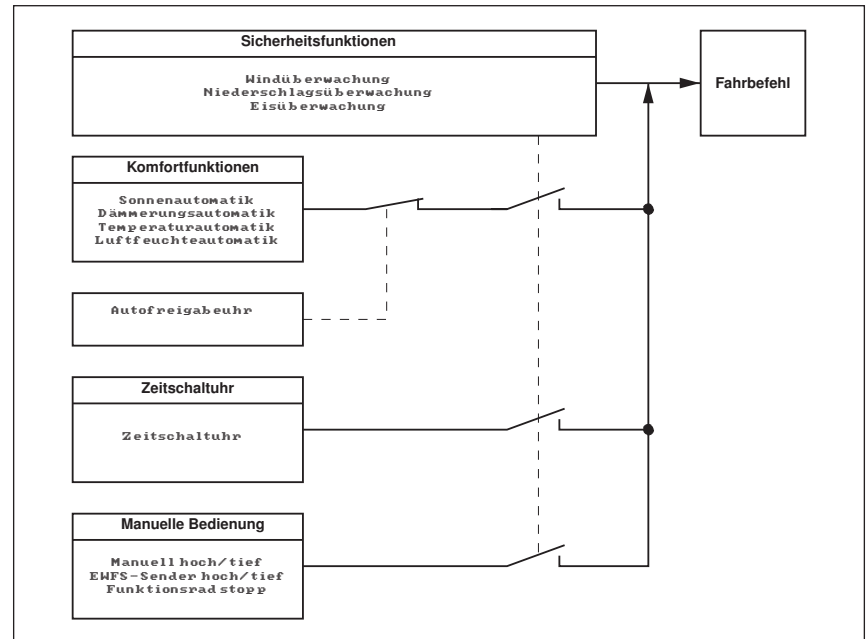 Sicherheitsfunktionen
Windüberwachung
Niederschlagsüberwachung
Eisüberwachung
Fahrbefehl
Komfortfunktionen
Sonnenautomatik
Dämmerungsautomatik
Temperaturautomatik
Luftfeuchteautomatik
Autofreigabeuhr
Zeitschaltuhr
Zeitschaltuhr
Manuelle Bedienung
Manuell hoch/tief
EWFS-Sender hoch/tief
Funktionsrad stopp